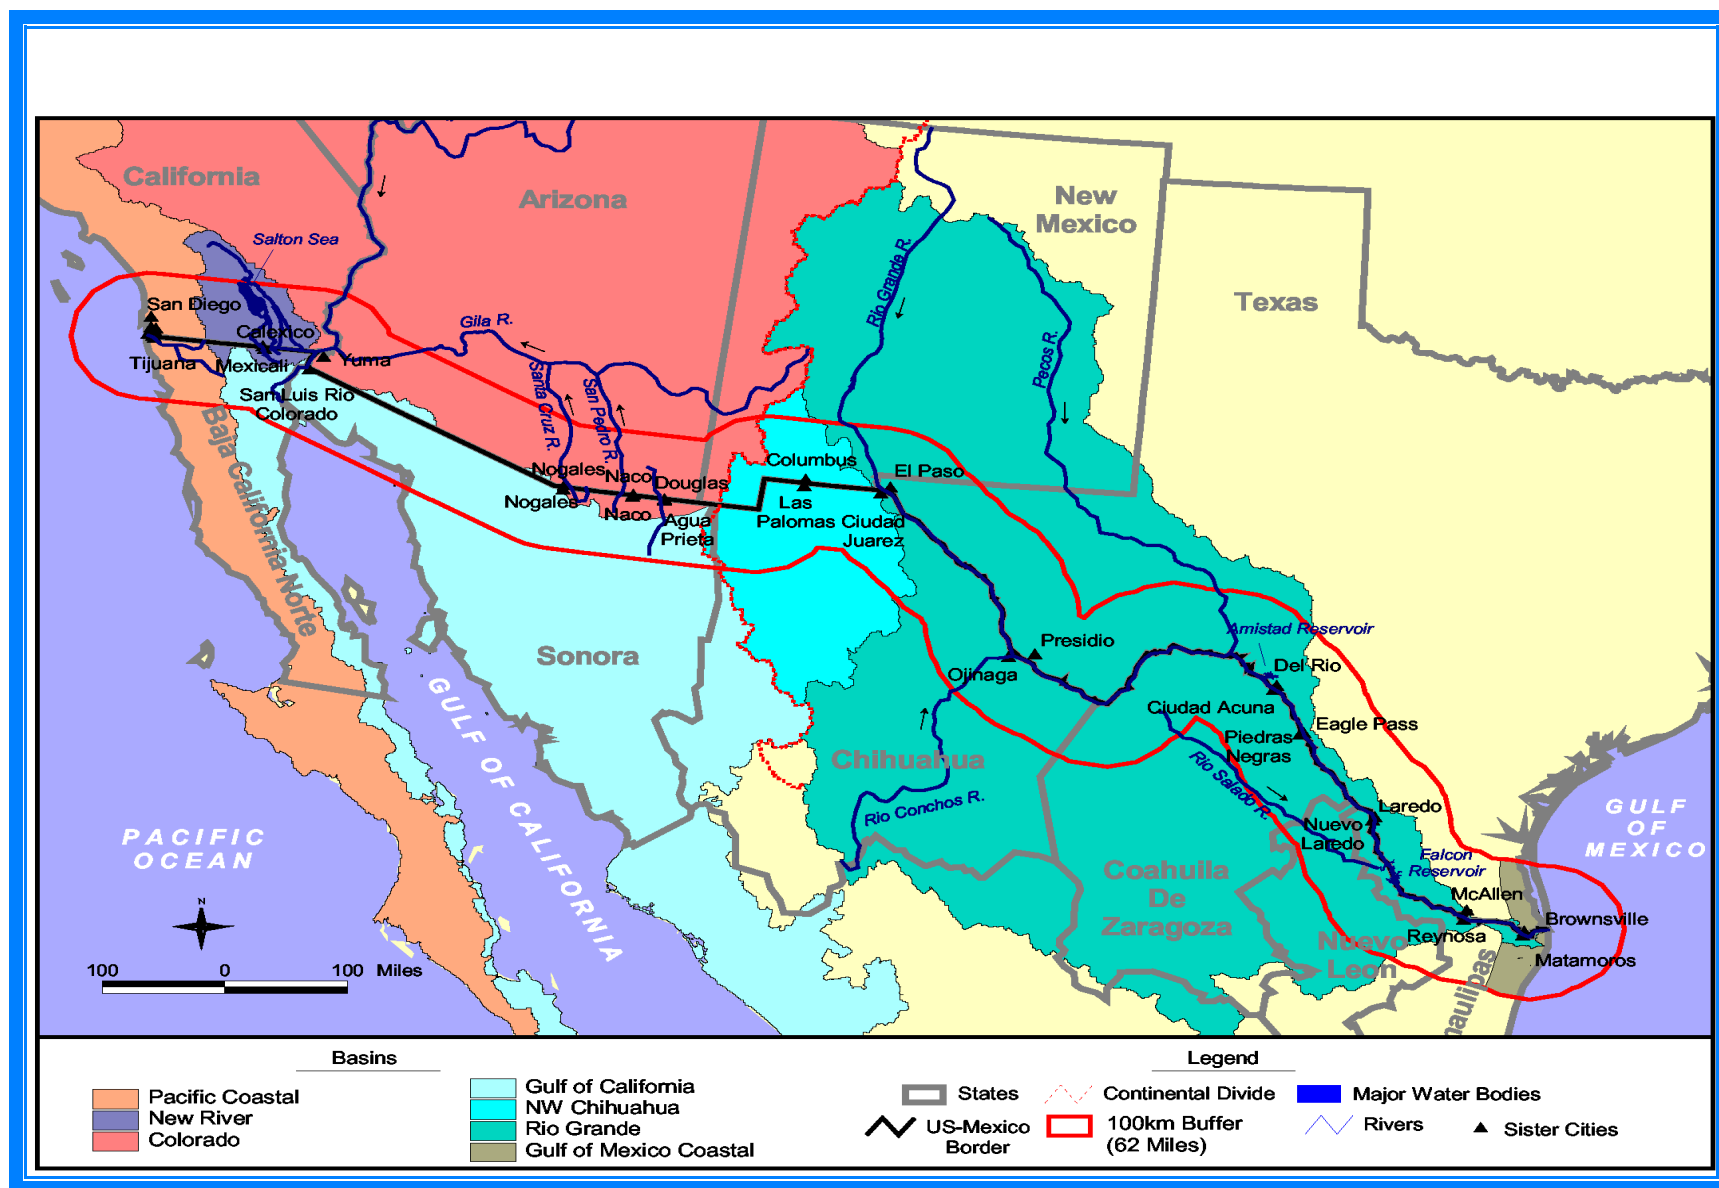 California
Arizona
New
Mexico
Texas
Salton Sea
San Diego
Calexico
Tijuana
Mexicali
Yuma
San Luis Rio
Colorado
Gila R.
Santa Cruz R.
San Pedro R.
Rio Grande R.
Pecos R.
Baja California Norte
Nogales
Nogales
Naco
Naco
Douglas
Agua
Prieta
Columbus
Las
Palomas
Ciudad
Juarez
El Paso
Sonora
Presidio
Ojinaga
Amistad Reservoir
Del Rio
Ciudad Acuna
Eagle Pass
Piedras
Negras
Chihuahua
Rio Conchos R.
Rio Salado R.
Laredo
Nuevo
Laredo
Falcon
Reservoir
McAllen
Reynosa
Brownsville
Matamoros
Coahuila
De
Zaragoza
Nuevo
Leon
naulipas
GULF OF CALIFORNIA
PACIFIC
OCEAN
GULF
OF
MEXICO
N
100 0 100 Miles
Basins
Pacific Coastal
New River
Colorado
Gulf of California
NW Chihuahua
Rio Grande
Gulf of Mexico Coastal
Legend
States
US-Mexico
Border
Continental Divide
100km Buffer
(62 Miles)
Major Water Bodies
Rivers
Sister Cities